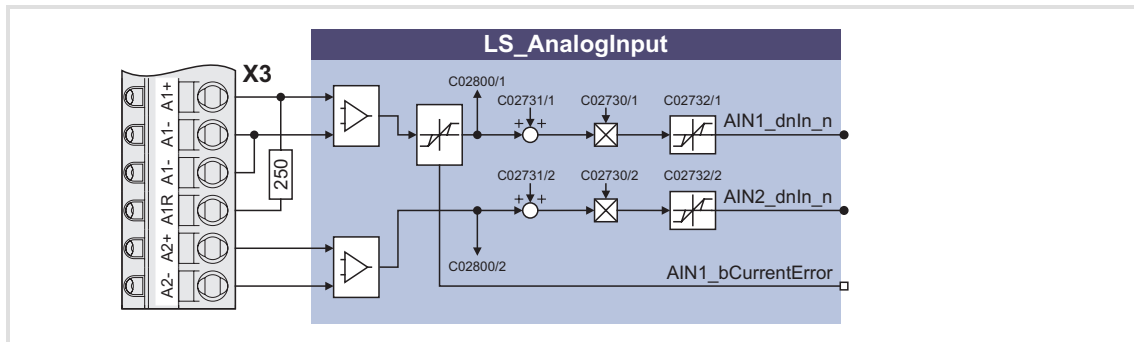 LS_AnalogInput
X3
A1+
A1-
A1-
A1R
A2+
A2-
250
C02800/1
C02731/1
C02730/1
C02732/1
+ +
AIN1_dnIn_n
C02731/2
C02730/2
C02732/2
+ +
AIN2_dnIn_n
C02800/2
AIN1_bCurrentError